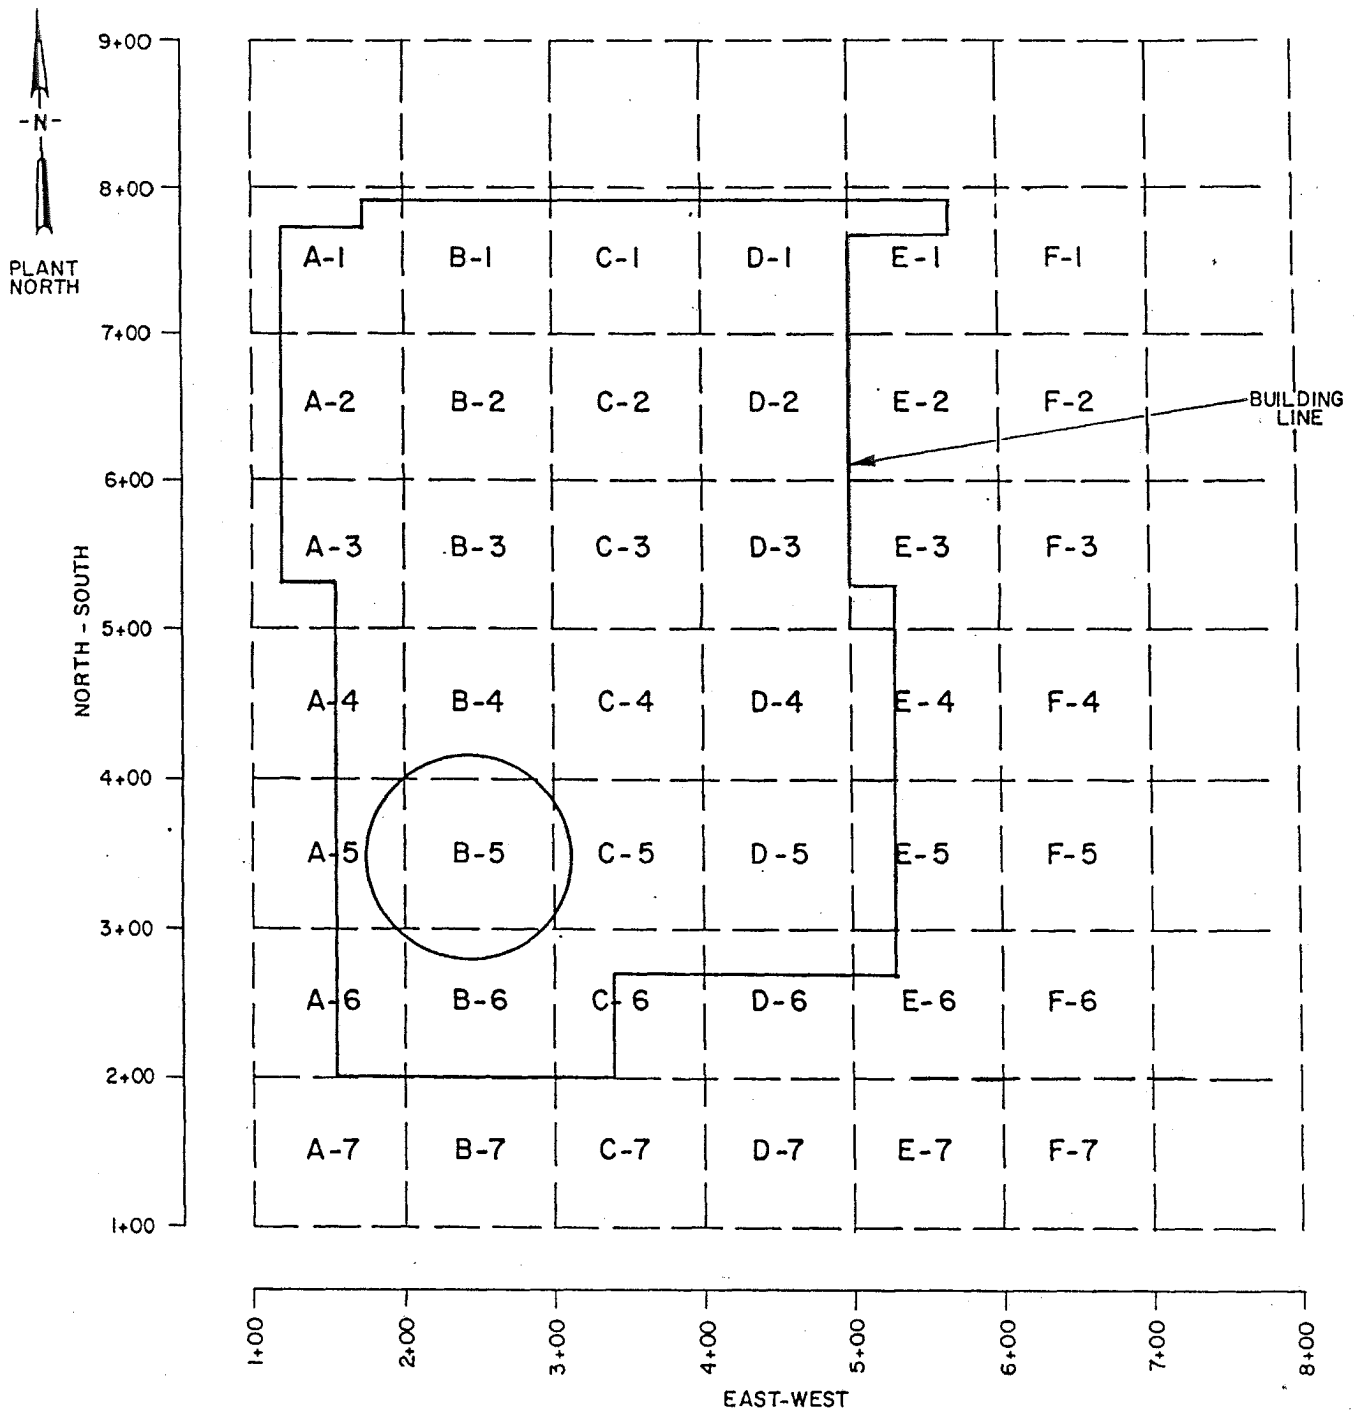 9+00
-N-
8+00
PLANT
NORTH
A-1 B-1 C-1 D-1 E-1 F-1
7+00
A-2 B-2 C-2 D-2 E-2 F-2
BUILDING
LINE
6+00
A-3 B-3 C-3 D-3 E-3 F-3
NORTH-SOUTH
5+00
A-4 B-4 C-4 D-4 E-4 F-4
4+00
A-5 B-5 C-5 D-5 E-5 F-5
3+00
A-6 B-6 C-6 D-6 E-6 F-6
2+00
A-7 B-7 C-7 D-7 E-7 F-7
1+00
1+00 2+00 3+00 4+00 5+00 6+00 7+00 8+00
EAST-WEST